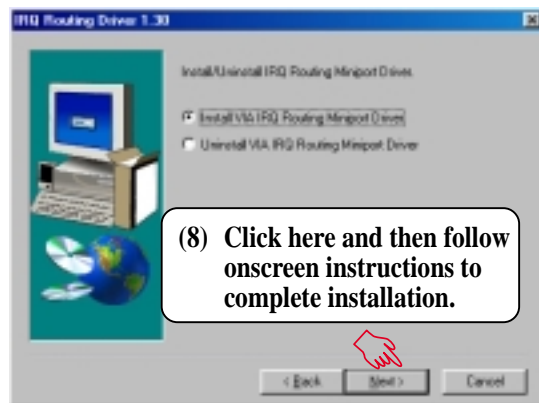 IRQ Routing Driver 1.30
Install/Uninstall IRQ Routing Miniport Driver.
Install VIA IRQ Routing Miniport Driver
Uninstall VIA IRQ Routing Miniport Driver
(8) Click here and then follow
onscreen instructions to
complete installation.
< Back Next > Cancel